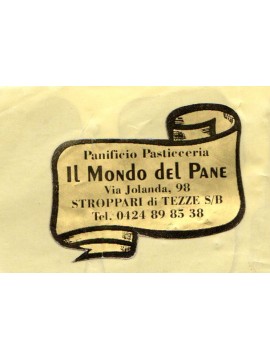 Panificio Pasticceria
Il Mondo del Pane
Via Jolanda, 98
STROPPARI di TEZZE S/B
Tel. 0424 89 85 38